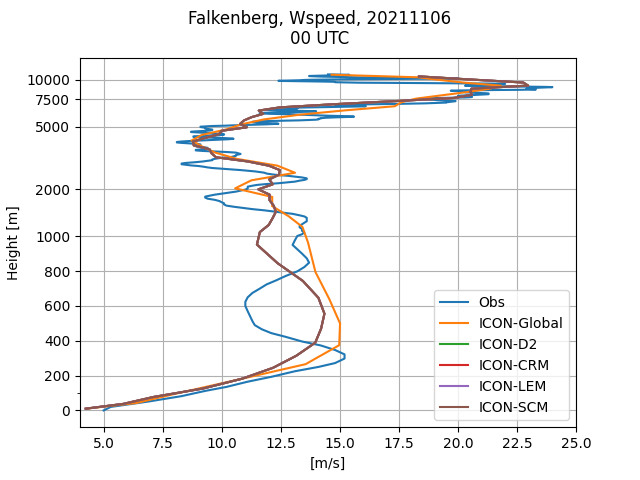 Falkenberg, Wspeed, 20211106
00 UTC
10000
7500
5000
2000
1000
800
600
400
200
0
Height [m]
Obs
ICON-Global
ICON-D2
ICON-CRM
ICON-LEM
ICON-SCM
5.0 7.5 10.0 12.5 15.0 17.5 20.0 22.5 25.0
[m/s]